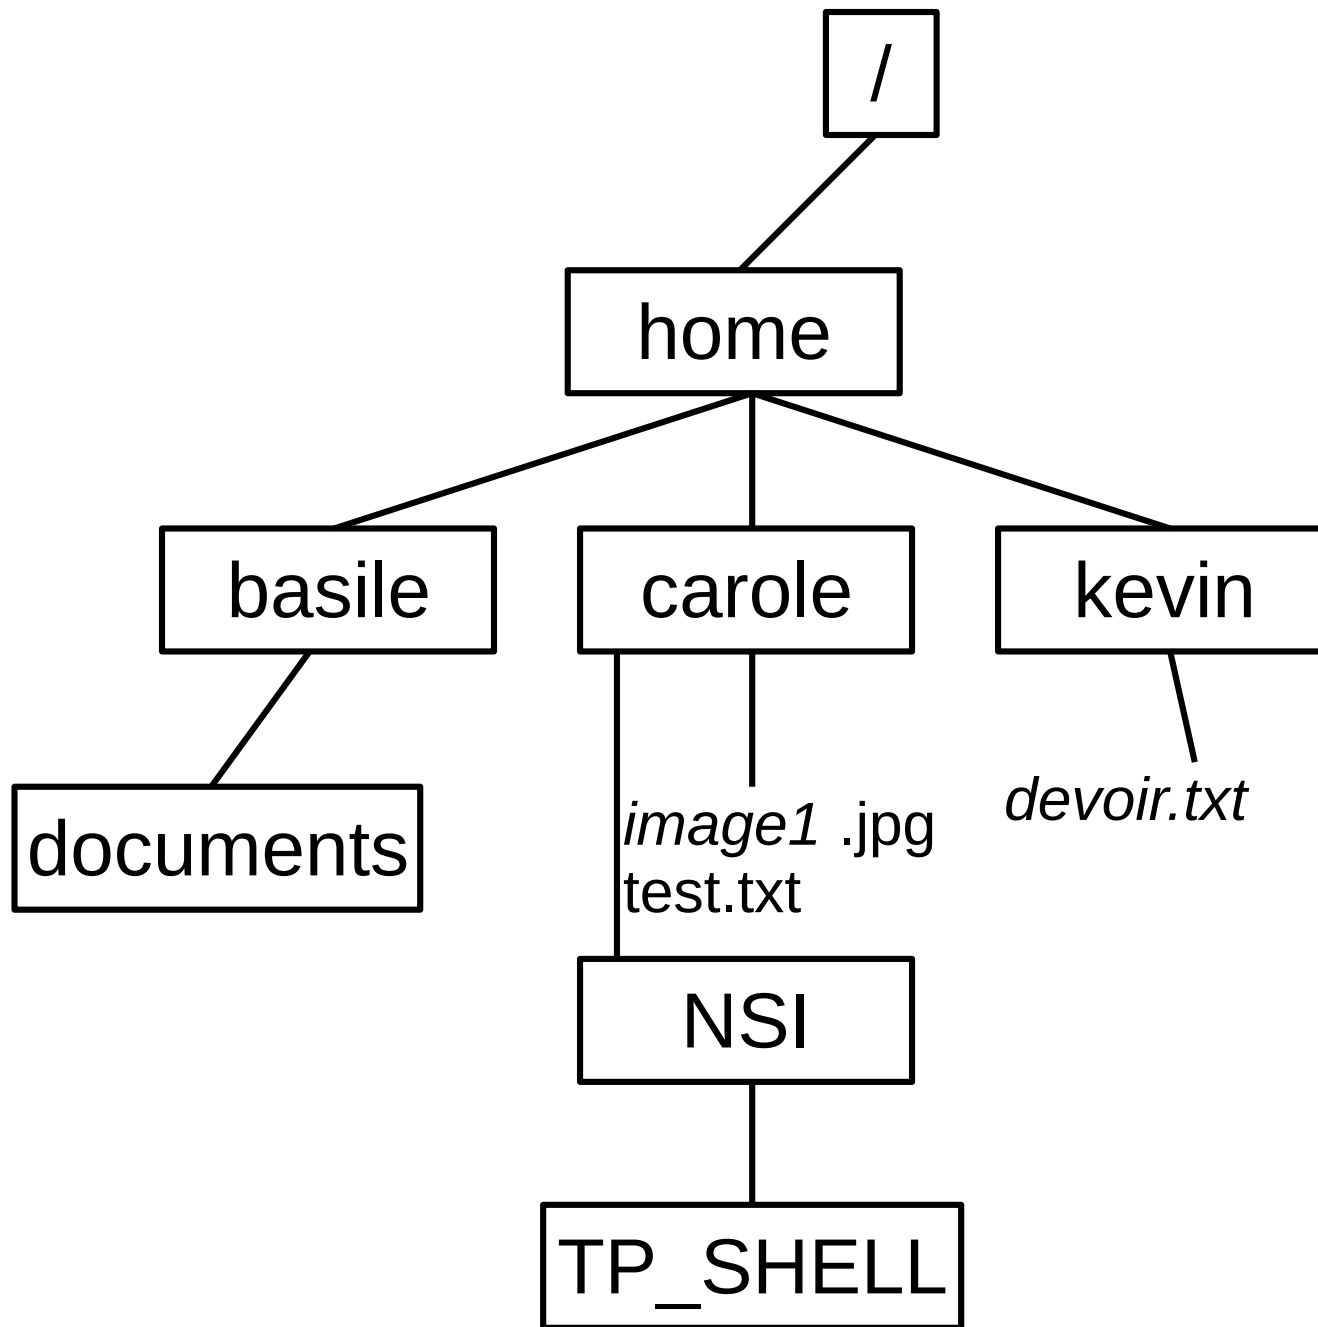 /
home
basile
carole
kevin
devoir.txt
image1 .jpg
test.txt
documents
NSI
TP_SHELL